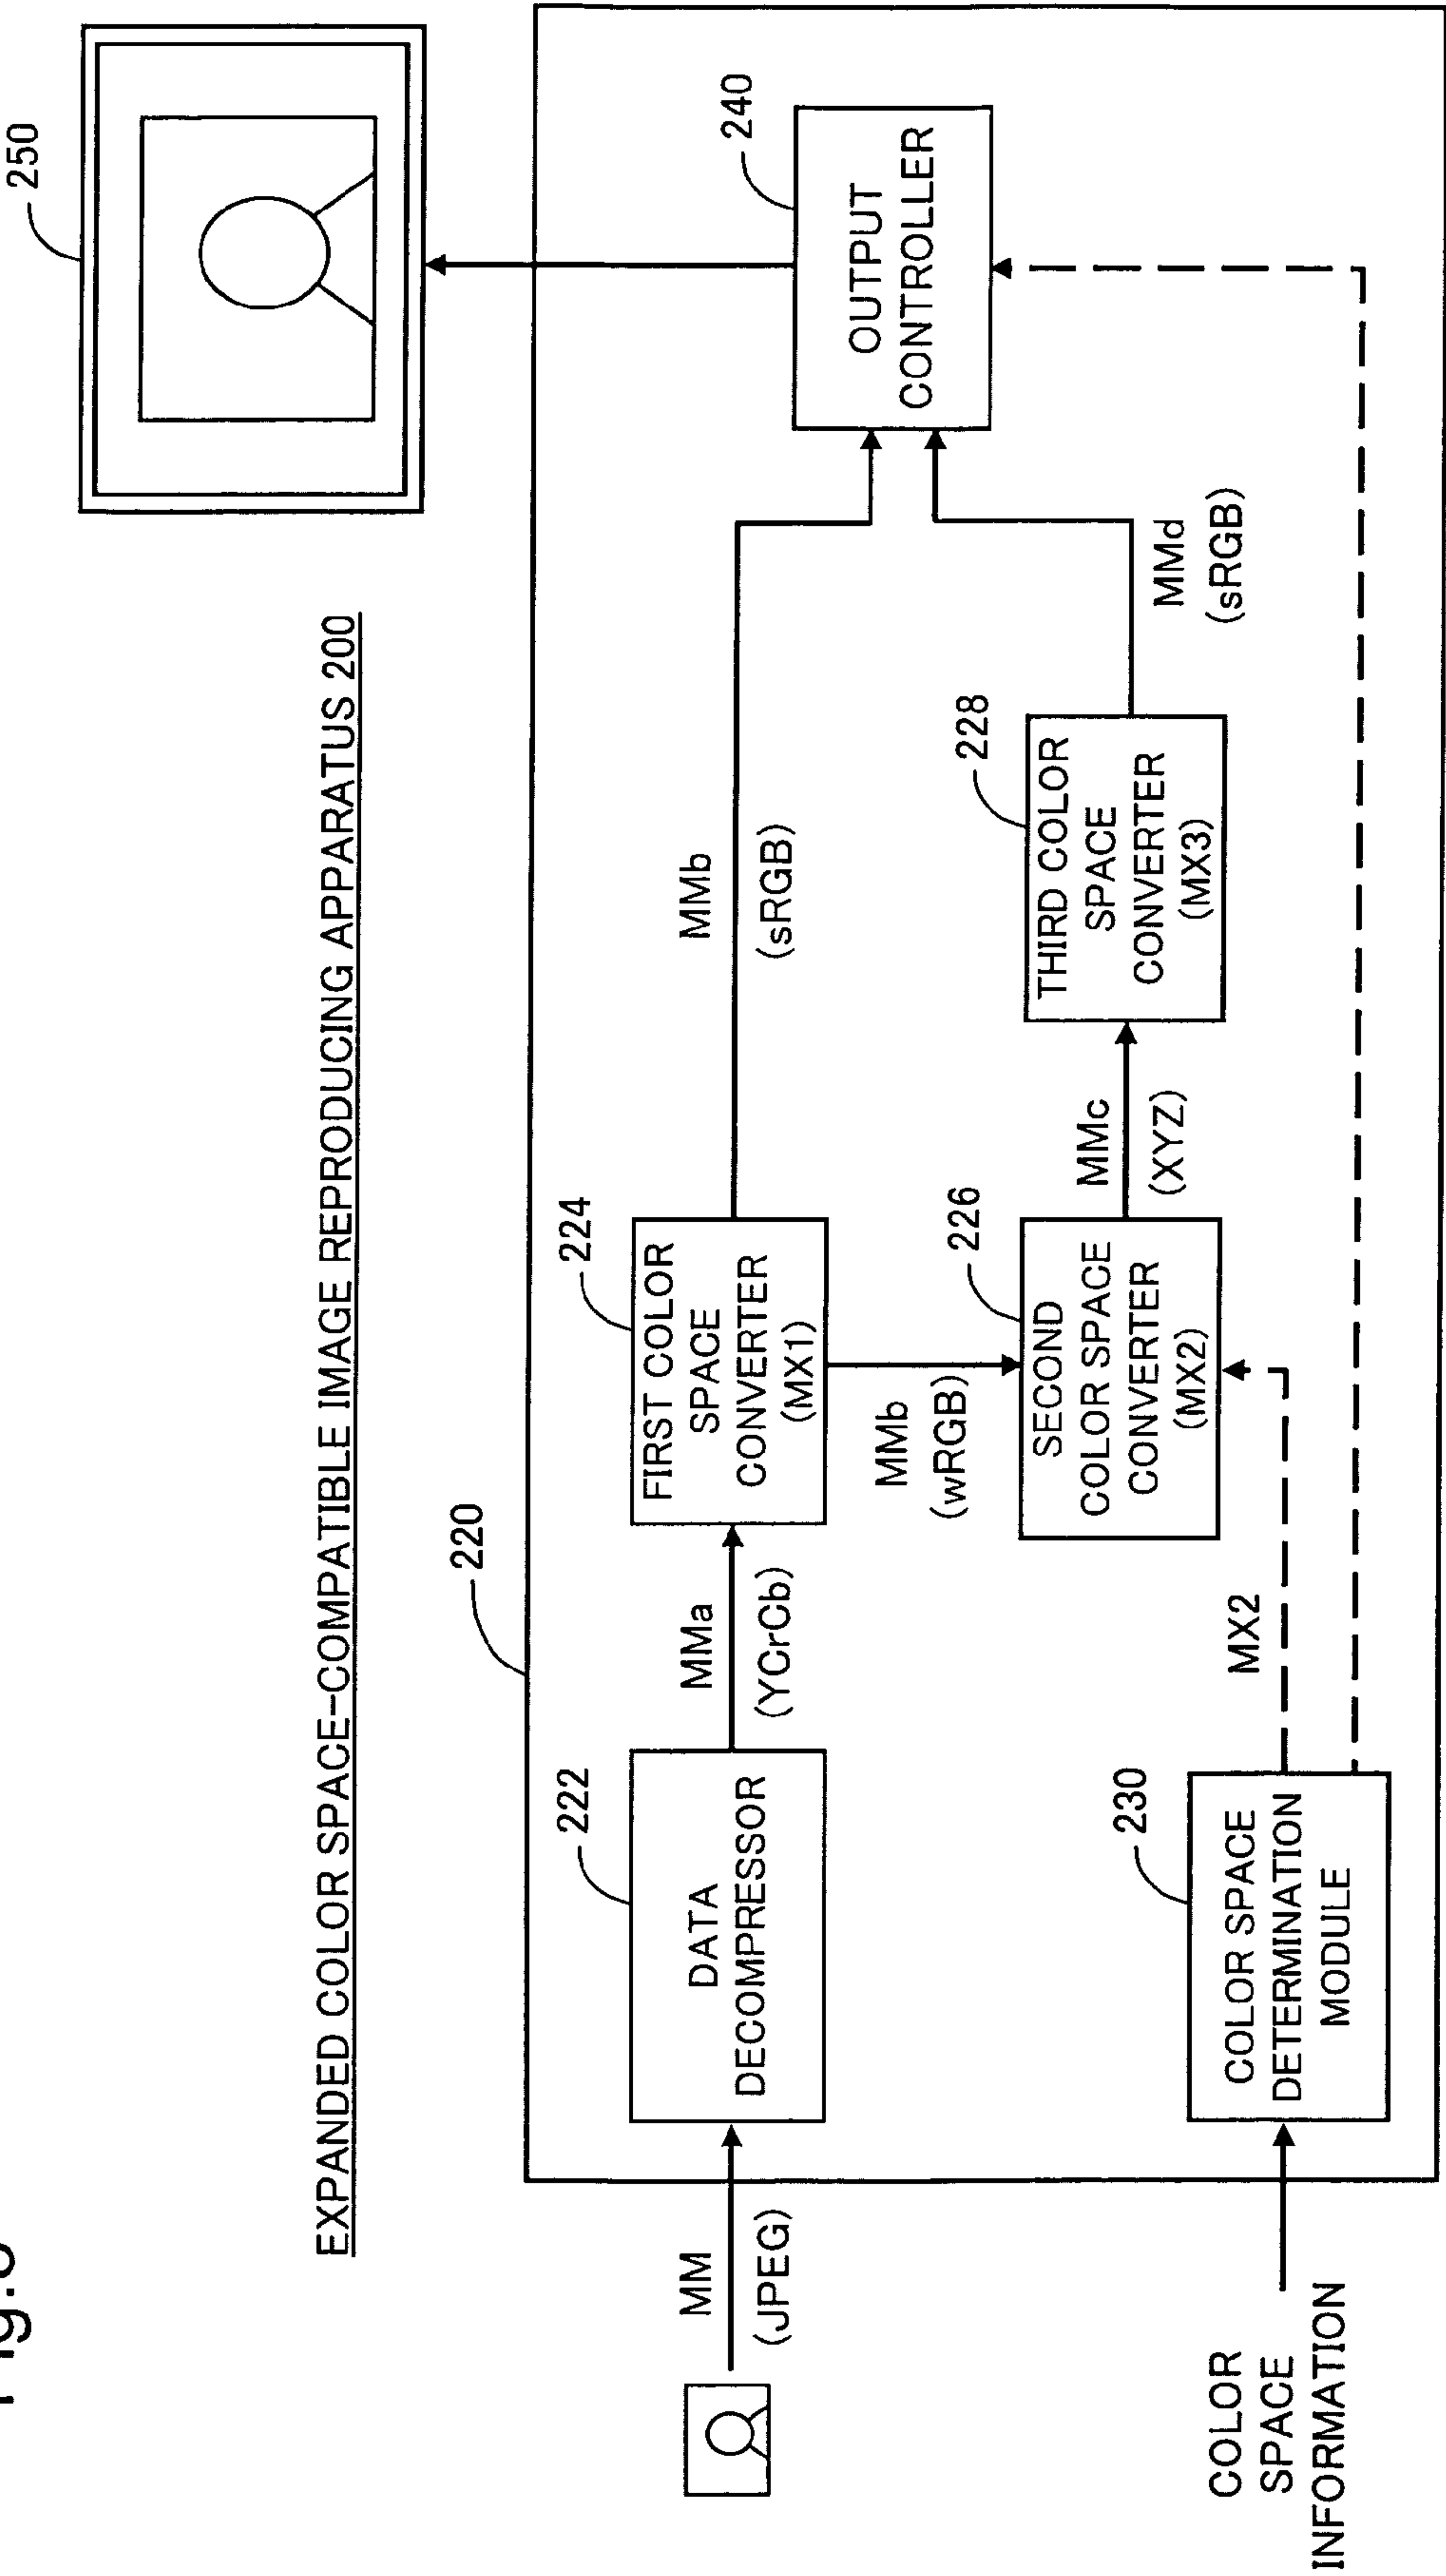 EXPANDED COLOR SPACE-COMPATIBLE IMAGE REPRODUCING APPARATUS 200
250
220
MM
(JPEG)
222
DATA
DECOMPRESSOR
MMa
(YCrCb)
224
FIRST COLOR
SPACE
CONVERTER
(MX1)
MMb
(sRGB)
240
OUTPUT
CONTROLLER
MMb
(wRGB)
226
SECOND
COLOR SPACE
CONVERTER
(MX2)
MMc
(XYZ)
228
THIRD COLOR
SPACE
CONVERTER
(MX3)
MMd
(sRGB)
MX2
230
COLOR SPACE
DETERMINATION
MODULE
COLOR
SPACE
INFORMATION